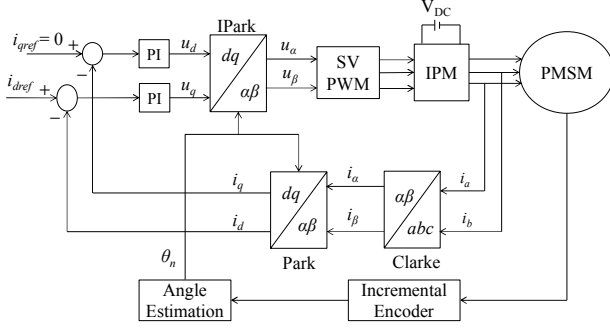 V_DC
IPark
i_qref = 0
+
−
PI
u_d
dq
αβ
u_α
u_β
SV
PWM
IPM
PMSM
i_dref
+
−
PI
u_q
i_q
i_d
dq
αβ
Park
i_α
i_β
αβ
abc
Clarke
i_a
i_b
θ_n
Angle
Estimation
Incremental
Encoder